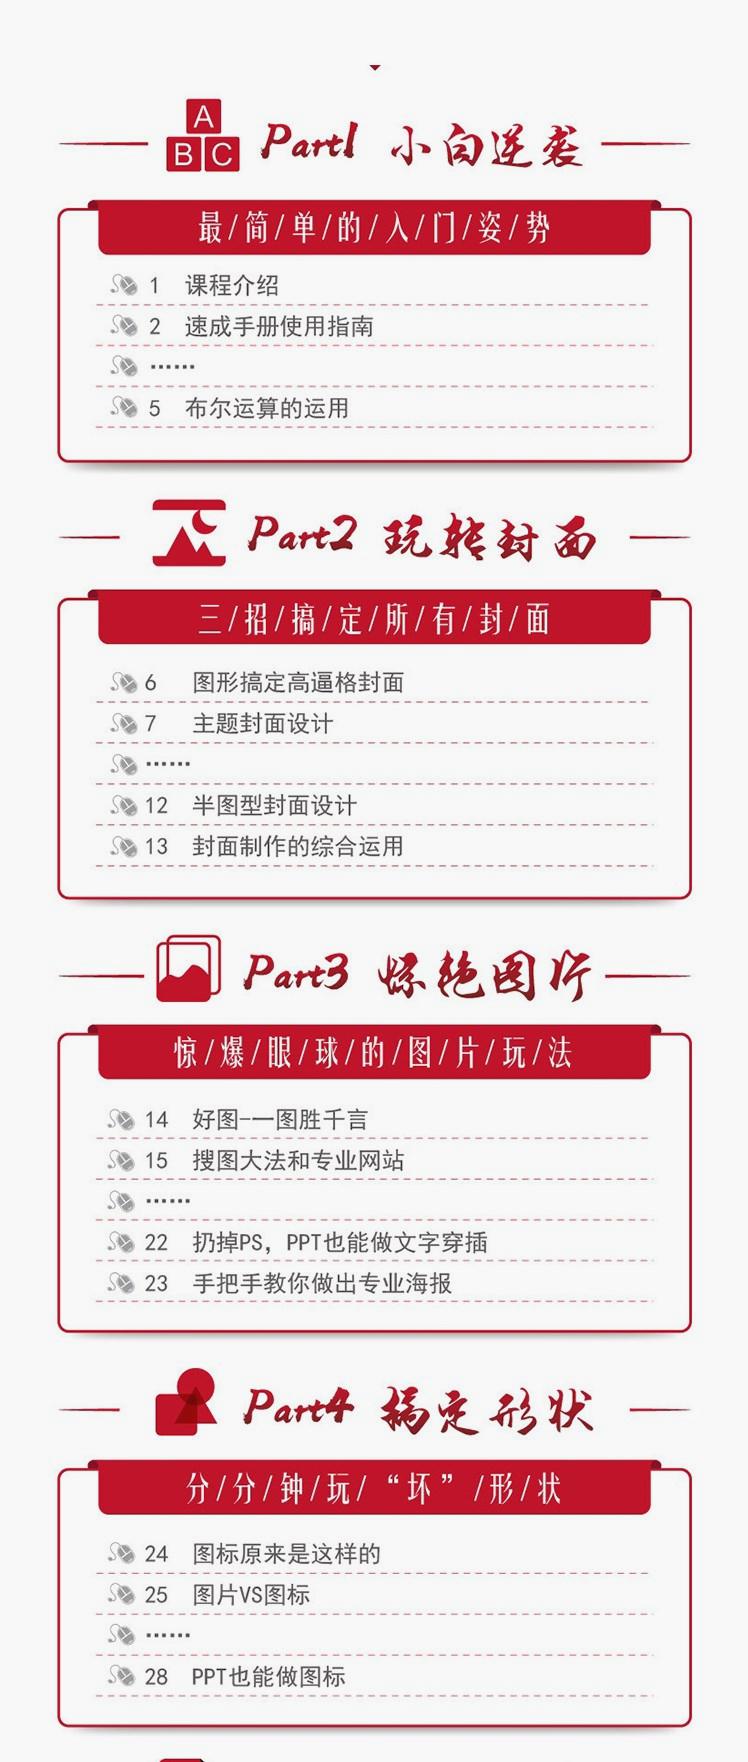 A
B C
Part1 小白逆袭
最/简/单/的/入/门/姿/势
1 课程介绍
2 速成手册使用指南
……
5 布尔运算的运用
Part2 玩转封面
三/招/搞/定/所/有/封/面
6 图形搞定高逼格封面
7 主题封面设计
……
12 半图型封面设计
13 封面制作的综合运用
Part3 惊艳图片
惊/爆/眼/球/的/图/片/玩/法
14 好图-一图胜千言
15 搜图大法和专业网站
……
22 扔掉PS，PPT也能做文字穿插
23 手把手教你做出专业海报
Part4 搞定形状
分/分/钟/玩/“坏”/形/状
24 图标原来是这样的
25 图片VS图标
……
28 PPT也能做图标